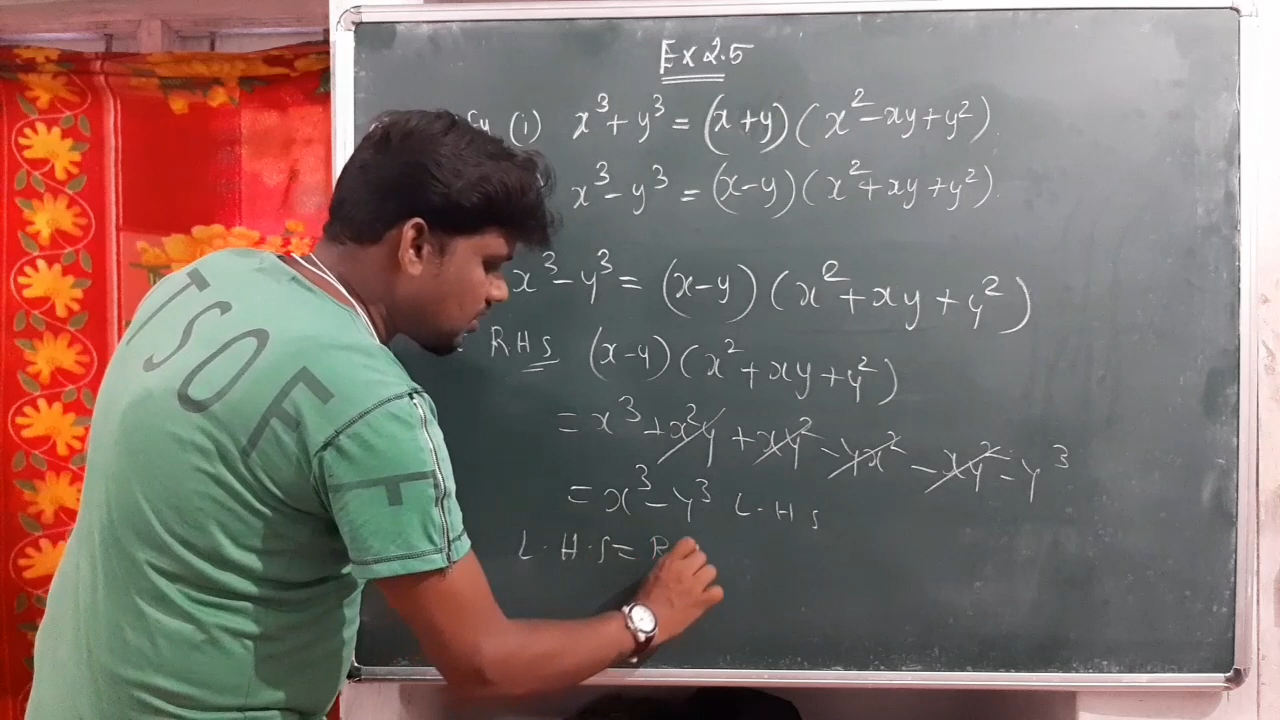 Ex 2.5
(i) x³ + y³ = (x + y) (x² - xy + y²).
x³ - y³ = (x - y) (x² + xy + y²).
x³ - y³ = (x - y) (x² + xy + y²)
RHS (x - y) (x² + xy + y²)
= x³ + x²y + xy² - yx² - xy² - y³
= x³ - y³ L.H.S
L.H.S = R
TSOF
F